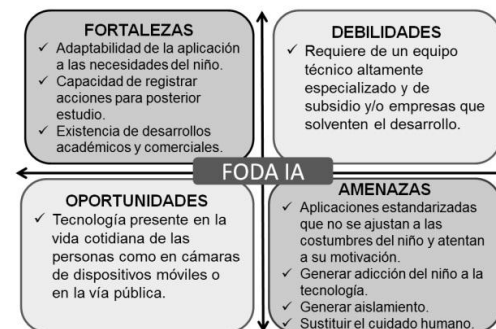 FORTALEZAS
✓ Adaptabilidad de la aplicación
a las necesidades del niño.
✓ Capacidad de registrar
acciones para posterior
estudio.
✓ Existencia de desarrollos
académicos y comerciales.
DEBILIDADES
✓ Requiere de un equipo
técnico altamente
especializado y de
subsidio y/o empresas que
solventen el desarrollo.
FODA IA
OPORTUNIDADES
✓ Tecnología presente en la
vida cotidiana de las
personas como en cámaras
de dispositivos móviles o
en la vía pública.
AMENAZAS
✓ Aplicaciones estandarizadas
que no se ajustan a las
costumbres del niño y atentan
a su motivación.
✓ Generar adicción del niño a la
tecnología.
✓ Generar aislamiento.
✓ Sustituir el cuidado humano.